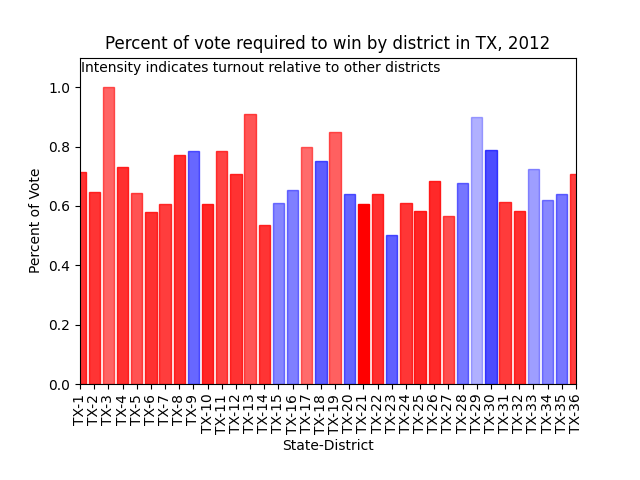 Percent of vote required to win by district in TX, 2012
Intensity indicates turnout relative to other districts
1.0
0.8
0.6
0.4
0.2
0.0
Percent of Vote
TX-1
TX-2
TX-3
TX-4
TX-5
TX-6
TX-7
TX-8
TX-9
TX-10
TX-11
TX-12
TX-13
TX-14
TX-15
TX-16
TX-17
TX-18
TX-19
TX-20
TX-21
TX-22
TX-23
TX-24
TX-25
TX-26
TX-27
TX-28
TX-29
TX-30
TX-31
TX-32
TX-33
TX-34
TX-35
TX-36
State-District